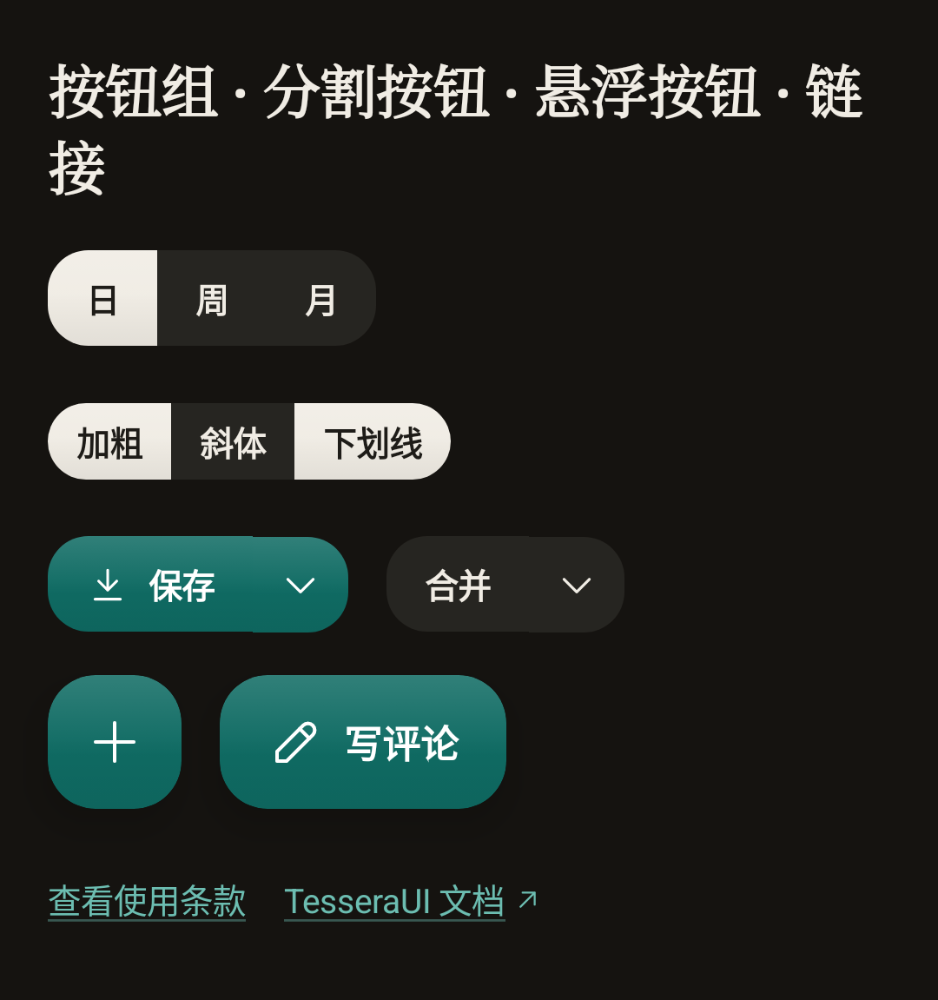 按钮组 · 分割按钮 · 悬浮按钮 · 链
接
日 周 月
加粗 斜体 下划线
保存 合并
写评论
查看使用条款 TesseraUI 文档